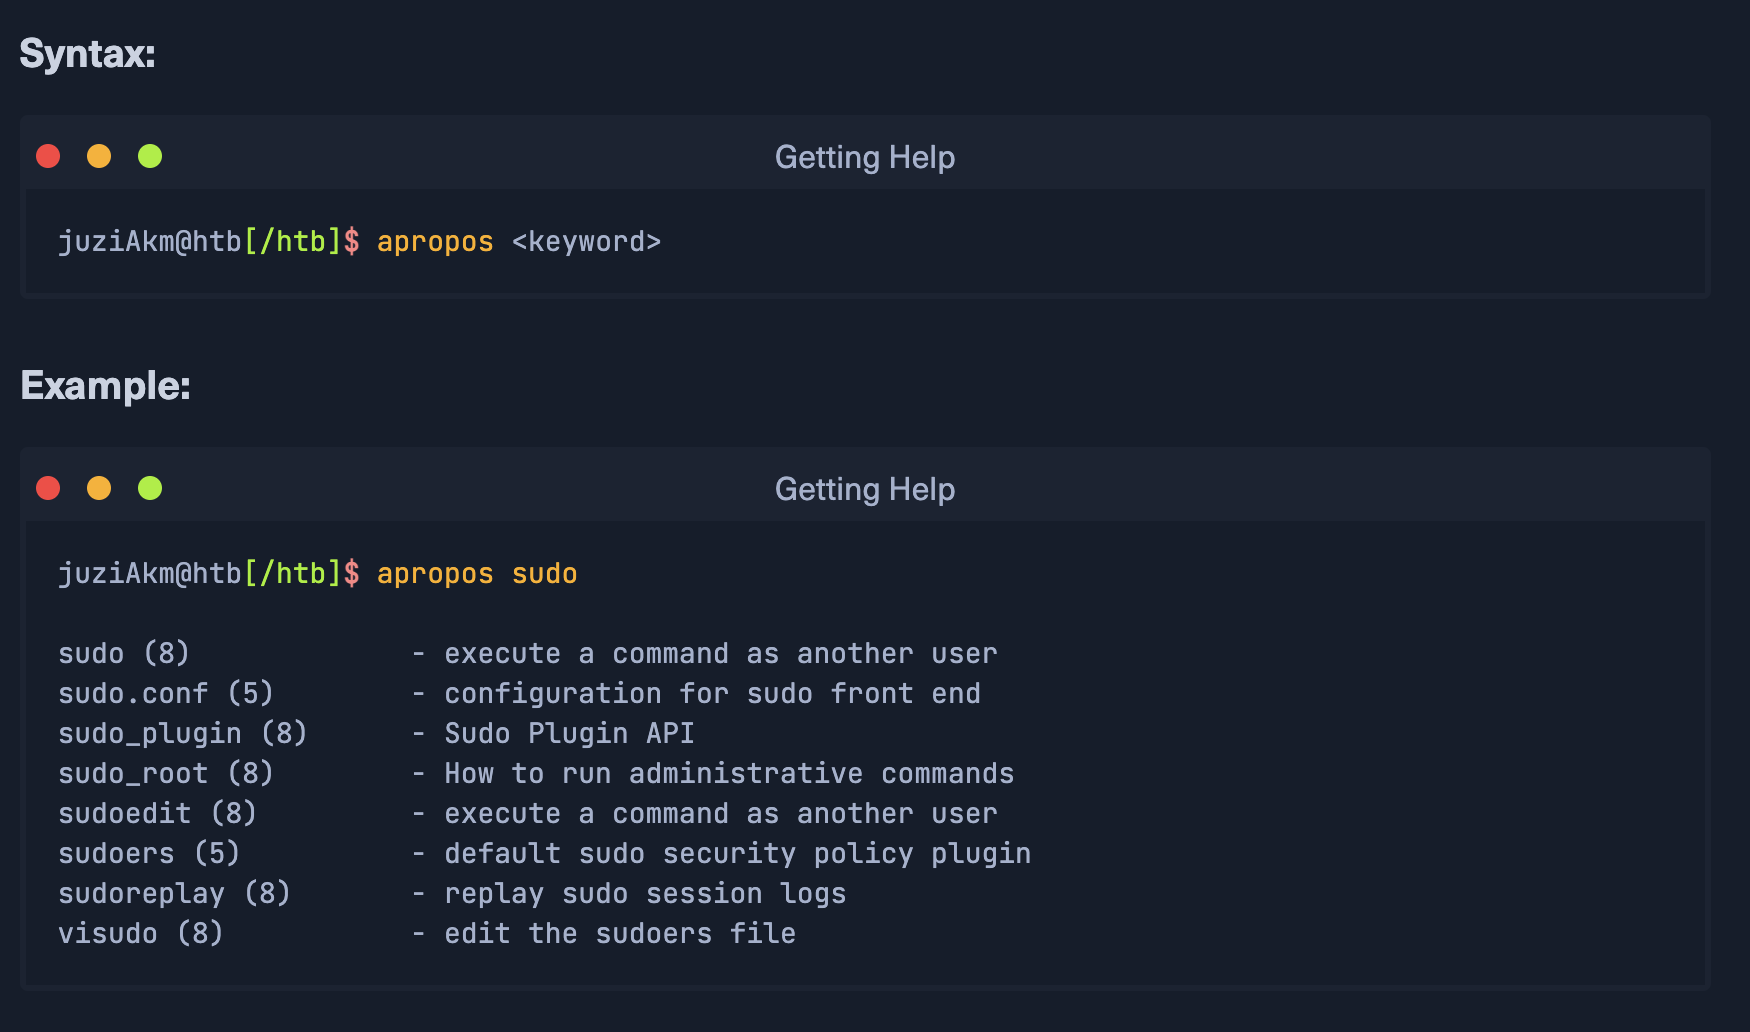 Syntax:
Getting Help
juziAkm@htb[/htb]$ apropos <keyword>
Example:
Getting Help
juziAkm@htb[/htb]$ apropos sudo
sudo (8)             - execute a command as another user
sudo.conf (5)        - configuration for sudo front end
sudo_plugin (8)      - Sudo Plugin API
sudo_root (8)        - How to run administrative commands
sudoedit (8)         - execute a command as another user
sudoers (5)          - default sudo security policy plugin
sudoreplay (8)       - replay sudo session logs
visudo (8)           - edit the sudoers file